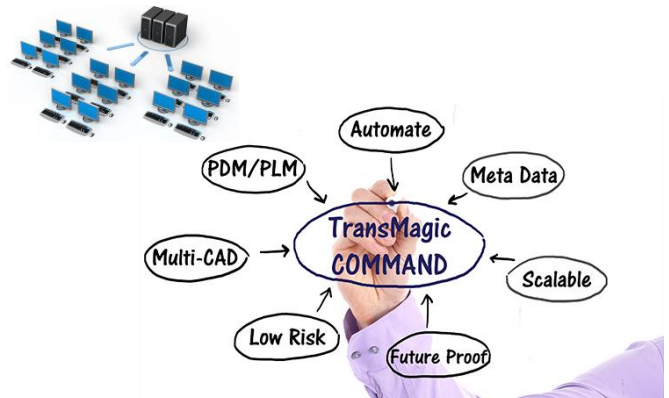 Automate
PDM/PLM
Meta Data
TransMagic
COMMAND
Multi-CAD
Scalable
Low Risk
Future Proof